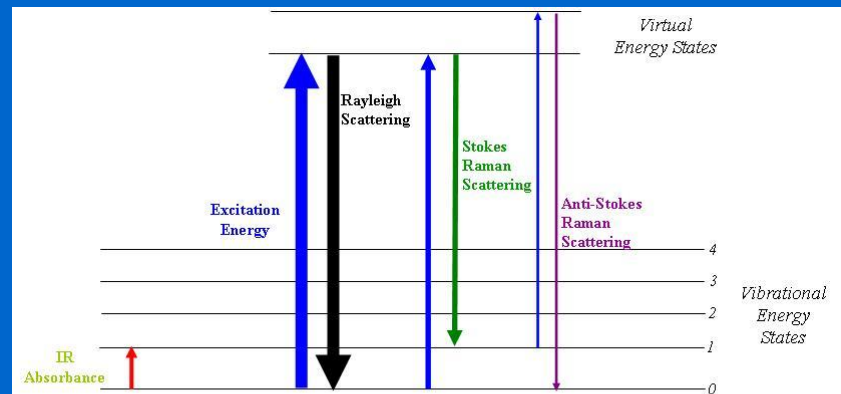 Virtual
Energy States
Rayleigh
Scattering
Stokes
Raman
Scattering
Excitation
Energy
Anti-Stokes
Raman
Scattering
4
3
2
1
0
Vibrational
Energy
States
IR
Absorbance